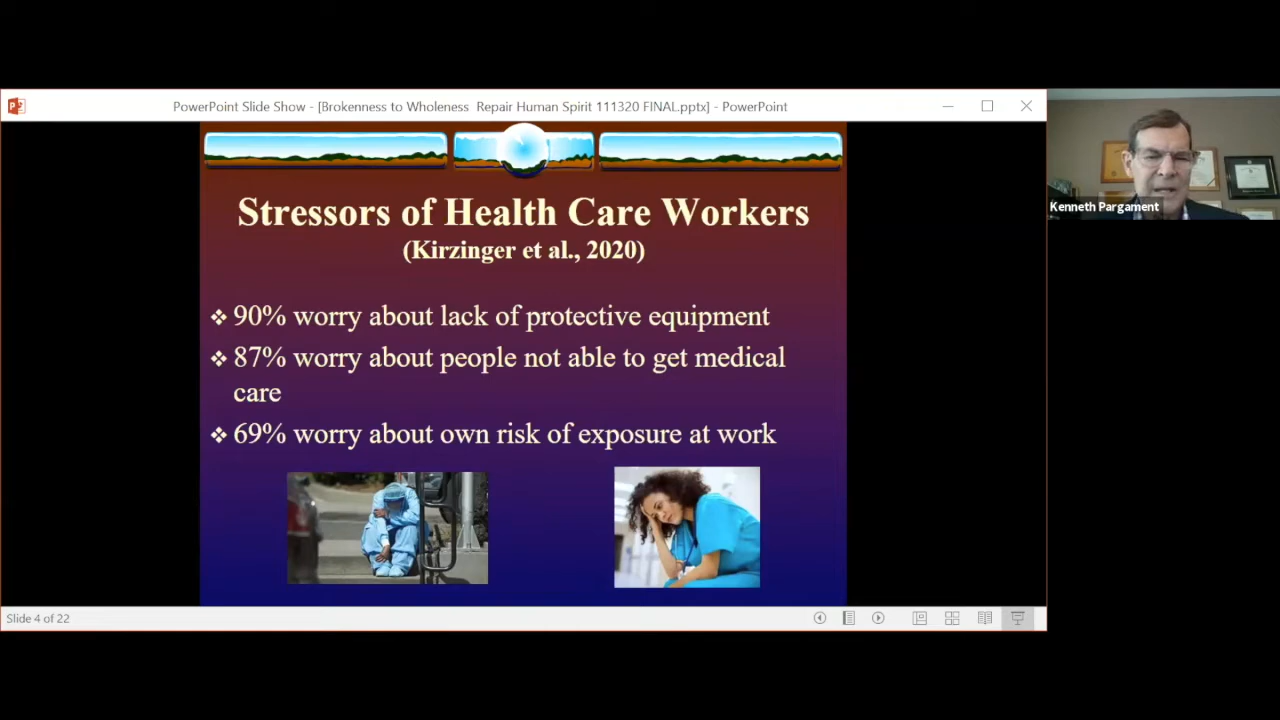 PowerPoint Slide Show - [Brokenness to Wholeness  Repair Human Spirit 111320 FINAL.pptx] - PowerPoint
Stressors of Health Care Workers
(Kirzinger et al., 2020)
❖ 90% worry about lack of protective equipment
❖ 87% worry about people not able to get medical
care
❖ 69% worry about own risk of exposure at work
Kenneth Pargament
Slide 4 of 22